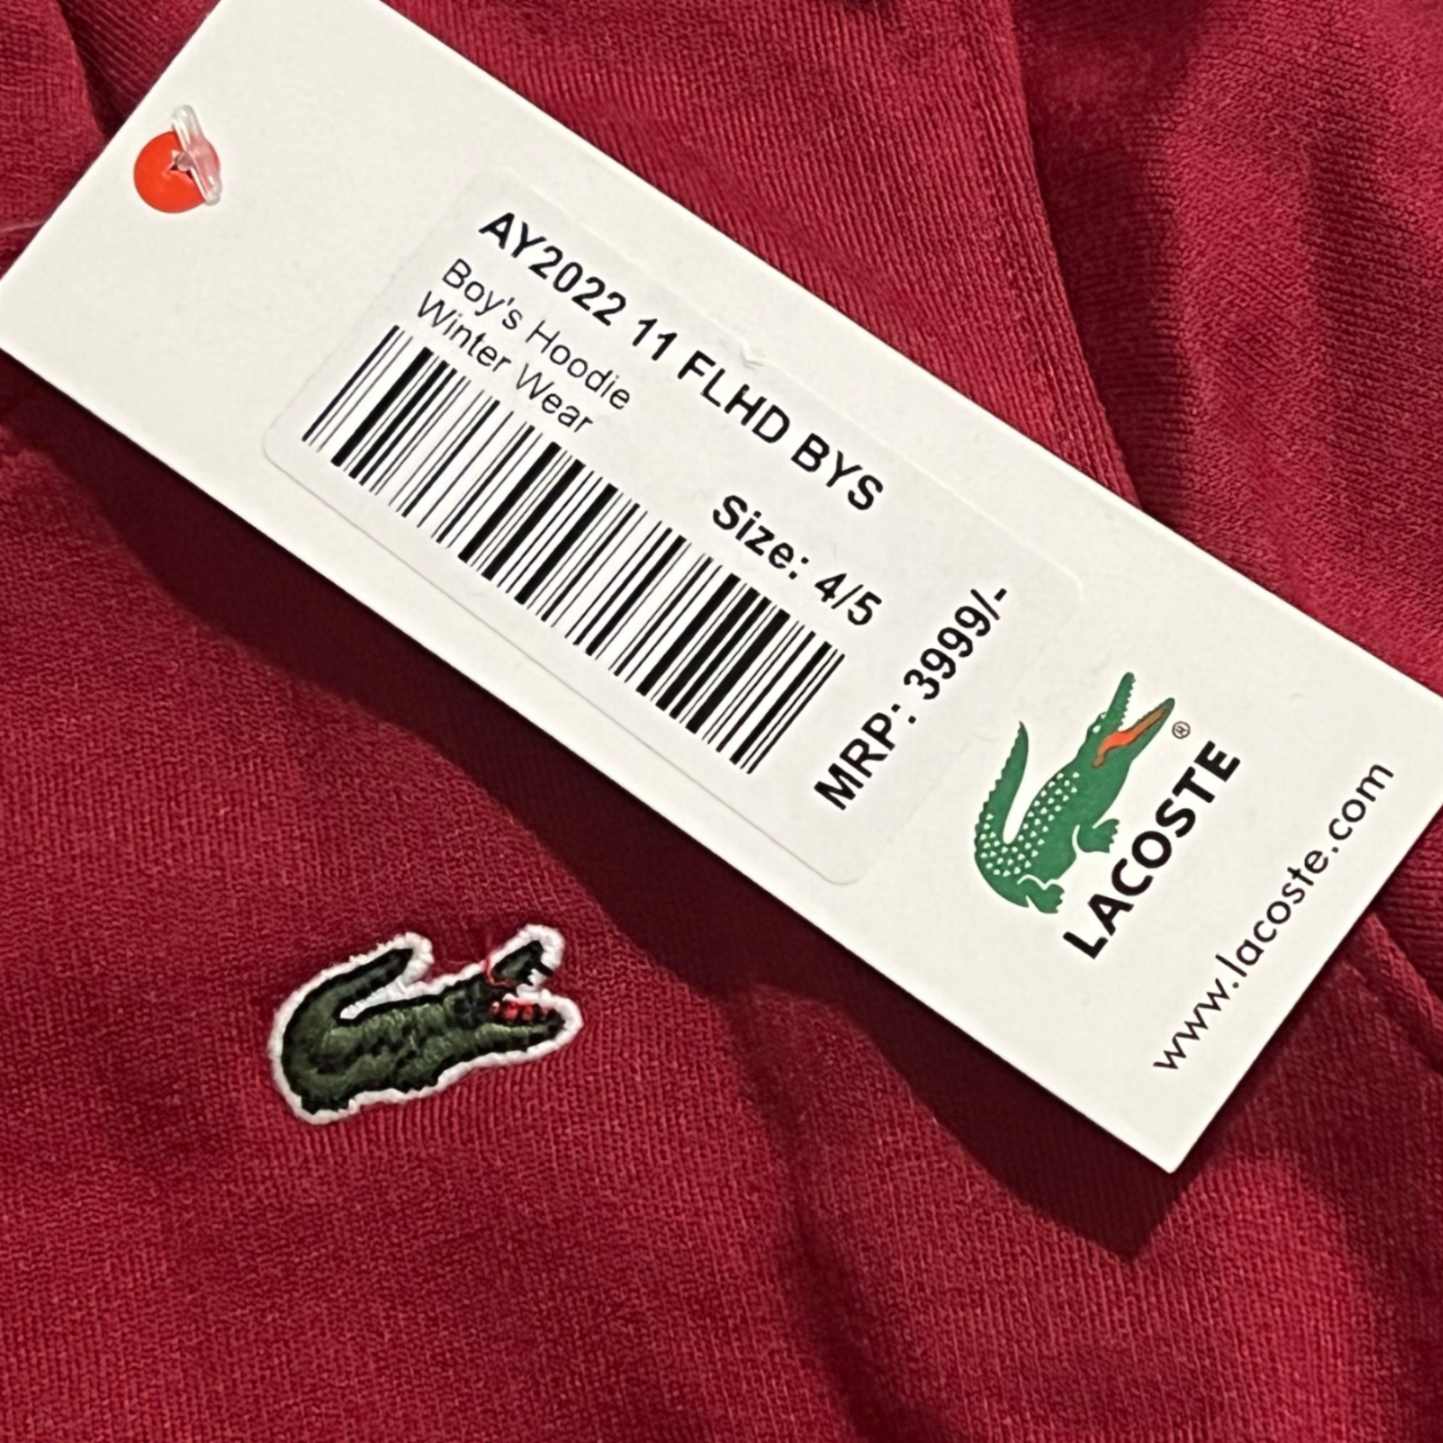 AY2022 11 FLHD BYS
Boy's Hoodie
Winter Wear
Size: 4/5
MRP: 3999/-
®
LACOSTE
www.lacoste.com